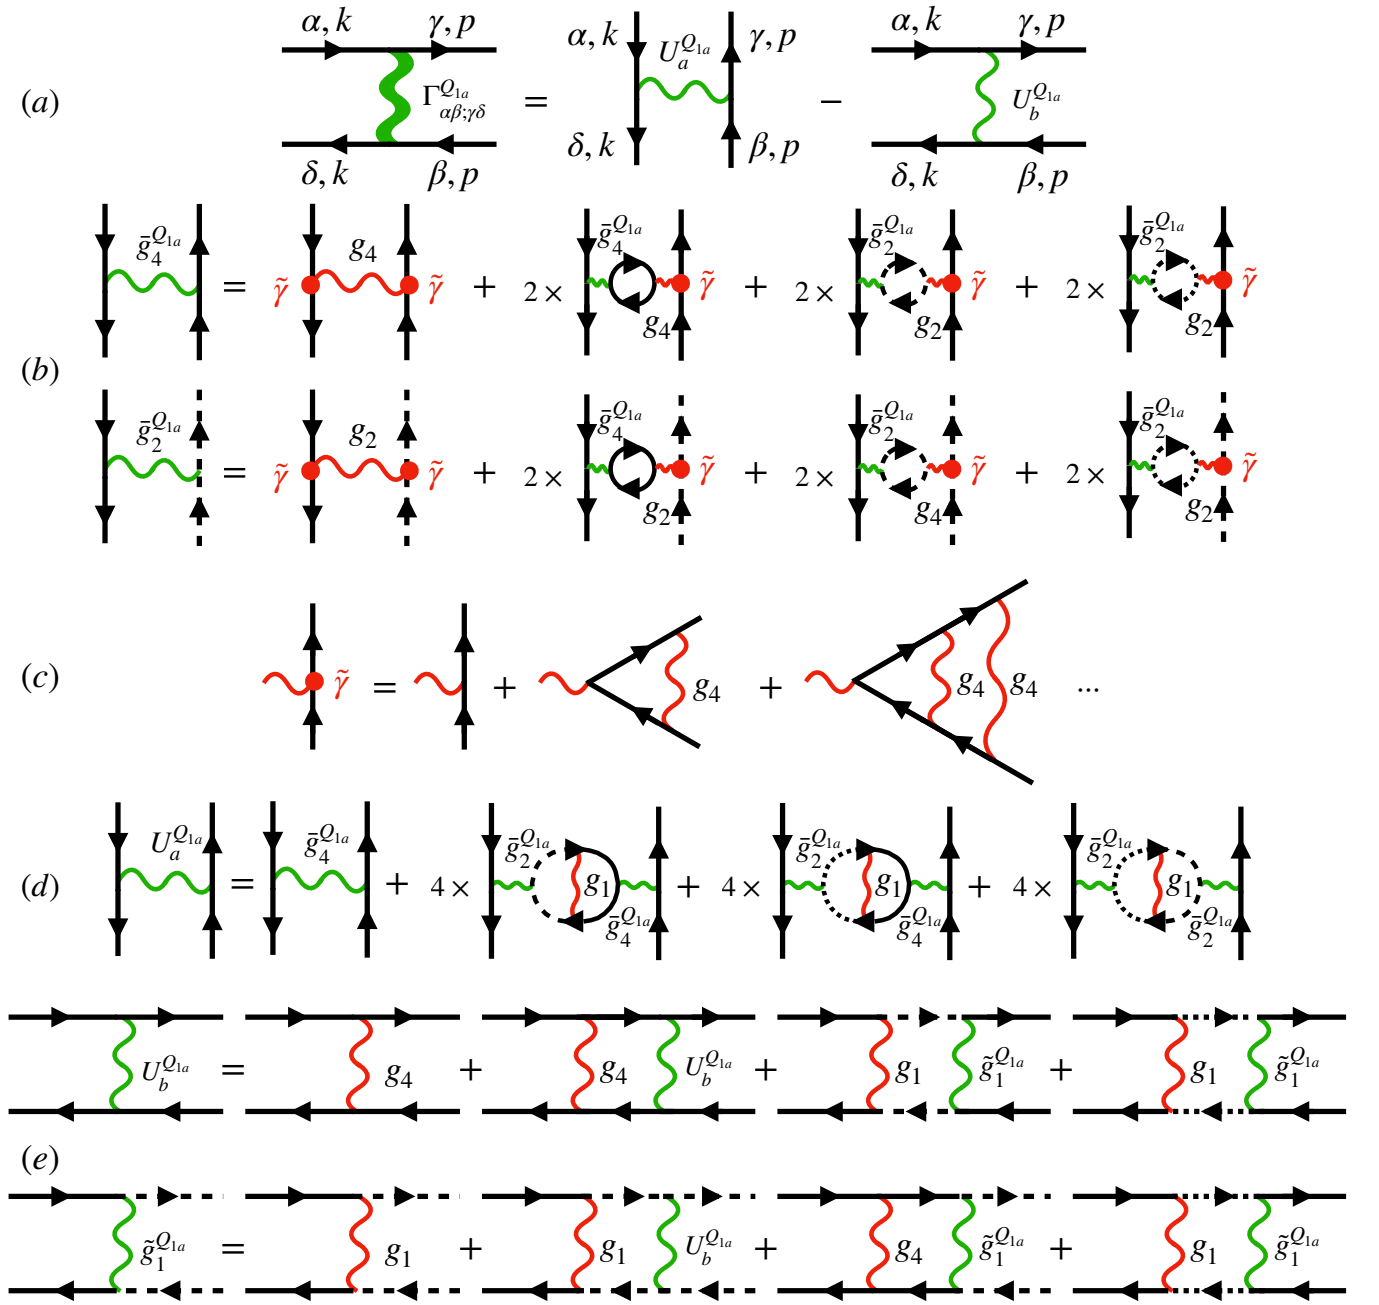 α, k γ, p α, k U_a^{Q_{1a}} γ, p α, k γ, p
(a) Γ_{αβ;γδ}^{Q_{1a}} = − U_b^{Q_{1a}}
δ, k β, p δ, k β, p δ, k β, p
ḡ_4^{Q_{1a}} g_4 ḡ_4^{Q_{1a}} ḡ_2^{Q_{1a}} ḡ_2^{Q_{1a}}
= γ̃ γ̃ + 2 × γ̃ + 2 × γ̃ + 2 × γ̃
g_4 g_2 g_2
(b)
ḡ_2^{Q_{1a}} g_2 ḡ_4^{Q_{1a}} ḡ_2^{Q_{1a}} ḡ_2^{Q_{1a}}
= γ̃ γ̃ + 2 × γ̃ + 2 × γ̃ + 2 × γ̃
g_2 g_4 g_2
(c) γ̃ = + g_4 + g_4 g_4 ...
U_a^{Q_{1a}} ḡ_4^{Q_{1a}} ḡ_2^{Q_{1a}} ḡ_2^{Q_{1a}} ḡ_2^{Q_{1a}}
(d) = + 4 × g_1 + 4 × g_1 + 4 × g_1
ḡ_4^{Q_{1a}} ḡ_4^{Q_{1a}} ḡ_2^{Q_{1a}}
U_b^{Q_{1a}} = g_4 + g_4 U_b^{Q_{1a}} + g_1 g̃_1^{Q_{1a}} + g_1 g̃_1^{Q_{1a}}
(e)
g̃_1^{Q_{1a}} = g_1 + g_1 U_b^{Q_{1a}} + g_4 g̃_1^{Q_{1a}} + g_1 g̃_1^{Q_{1a}}